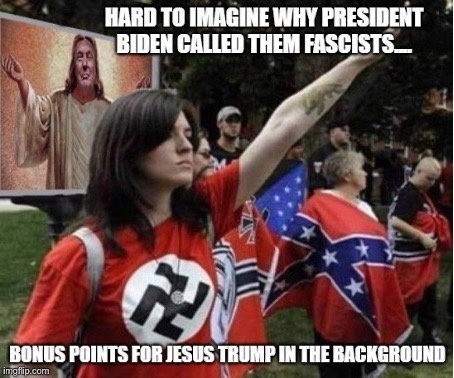 HARD TO IMAGINE WHY PRESIDENT
BIDEN CALLED THEM FASCISTS....
BONUS POINTS FOR JESUS TRUMP IN THE BACKGROUND
imgflip.com